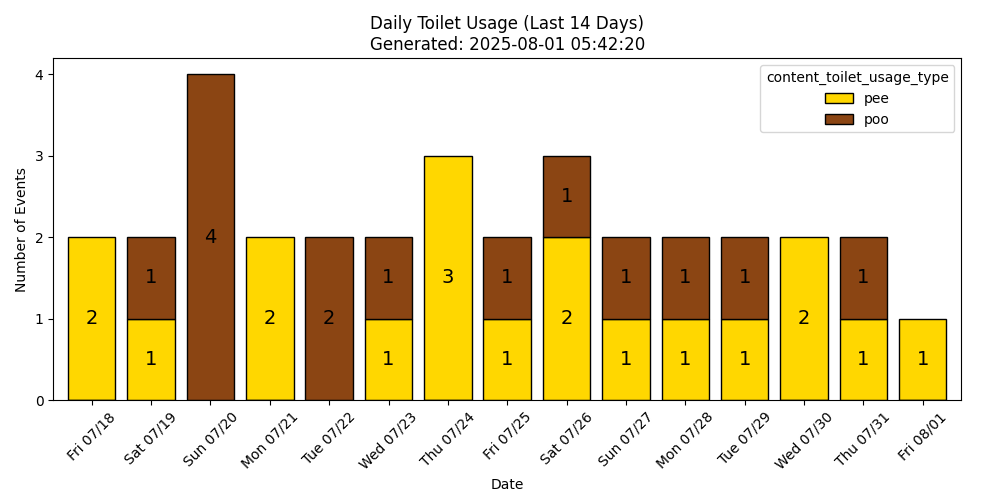 Daily Toilet Usage (Last 14 Days)
Generated: 2025-08-01 05:42:20
content_toilet_usage_type
pee
poo
Number of Events
4
3
2
1
0
2
1
1
4
2
2
1
1
3
1
1
1
2
1
1
1
1
1
1
2
1
1
1
Fri 07/18
Sat 07/19
Sun 07/20
Mon 07/21
Tue 07/22
Wed 07/23
Thu 07/24
Fri 07/25
Sat 07/26
Sun 07/27
Mon 07/28
Tue 07/29
Wed 07/30
Thu 07/31
Fri 08/01
Date